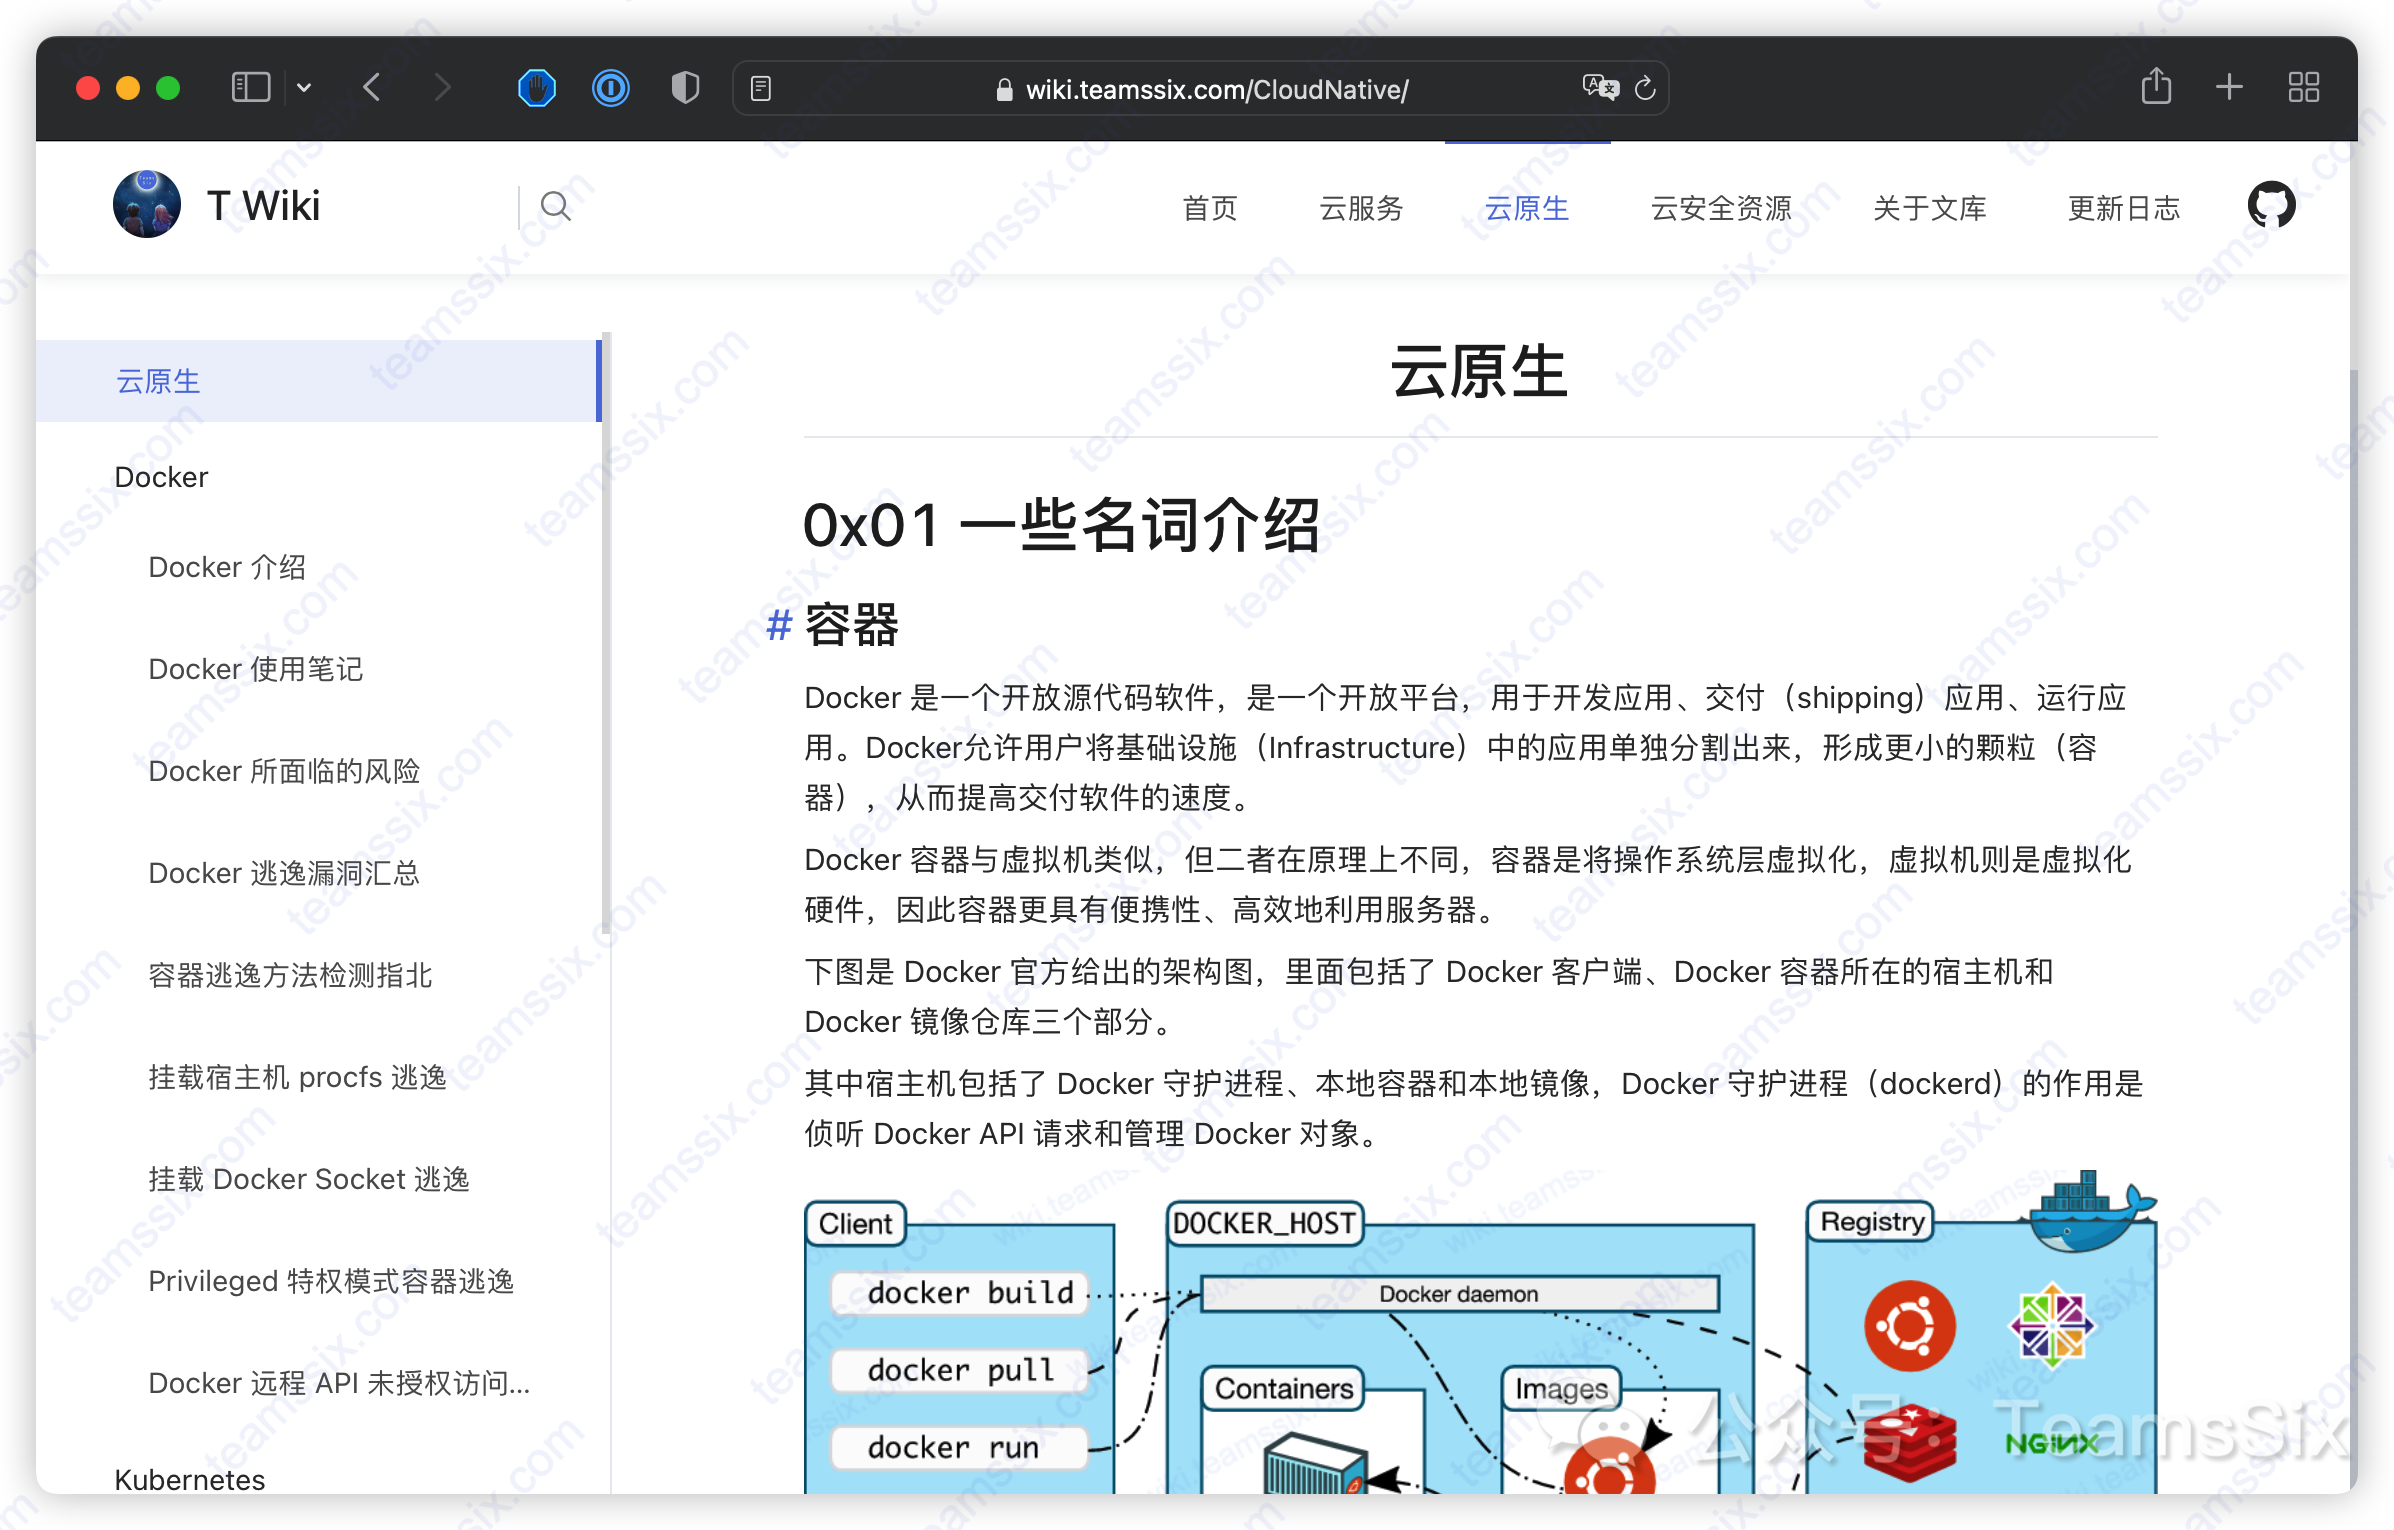 wiki.teamssix.com/CloudNative/
T Wiki
首页
云服务
云原生
云安全资源
关于文库
更新日志
云原生
Docker
Docker 介绍
Docker 使用笔记
Docker 所面临的风险
Docker 逃逸漏洞汇总
容器逃逸方法检测指北
挂载宿主机 procfs 逃逸
挂载 Docker Socket 逃逸
Privileged 特权模式容器逃逸
Docker 远程 API 未授权访问...
Kubernetes
云原生
0x01 一些名词介绍
# 容器
Docker 是一个开放源代码软件，是一个开放平台，用于开发应用、交付（shipping）应用、运行应
用。Docker允许用户将基础设施（Infrastructure）中的应用单独分割出来，形成更小的颗粒（容
器），从而提高交付软件的速度。
Docker 容器与虚拟机类似，但二者在原理上不同，容器是将操作系统层虚拟化，虚拟机则是虚拟化
硬件，因此容器更具有便携性、高效地利用服务器。
下图是 Docker 官方给出的架构图，里面包括了 Docker 客户端、Docker 容器所在的宿主机和
Docker 镜像仓库三个部分。
其中宿主机包括了 Docker 守护进程、本地容器和本地镜像，Docker 守护进程（dockerd）的作用是
侦听 Docker API 请求和管理 Docker 对象。
Client
docker build
docker pull
docker run
DOCKER_HOST
Docker daemon
Containers
Images
Registry
NGiNX
公众号：TeamsSix
teamssix.com
wiki.teamssix.com